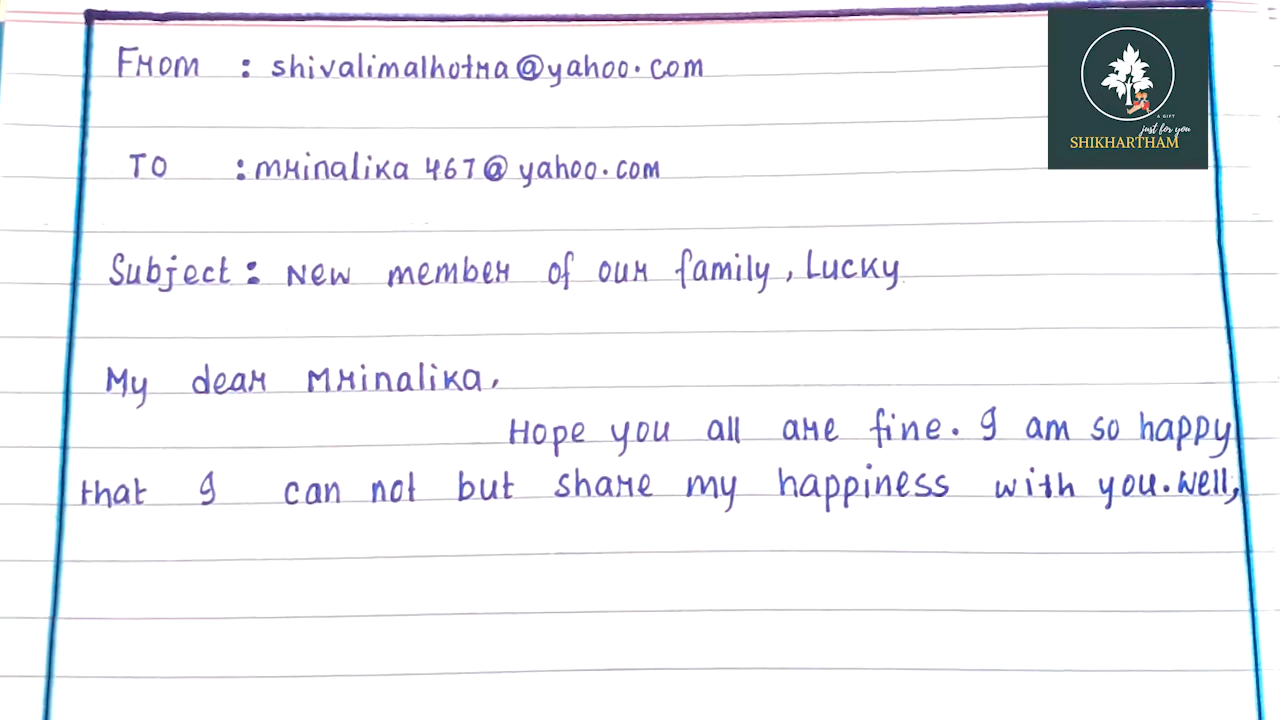 From : shivalimalhotra@yahoo.com
A GIFT
just for you
SHIKHARTHAM
To : mrinalika 467@yahoo.com
Subject : New member of our family, Lucky
My dear Mrinalika,
Hope you all are fine. I am so happy
that I can not but share my happiness with you. Well,